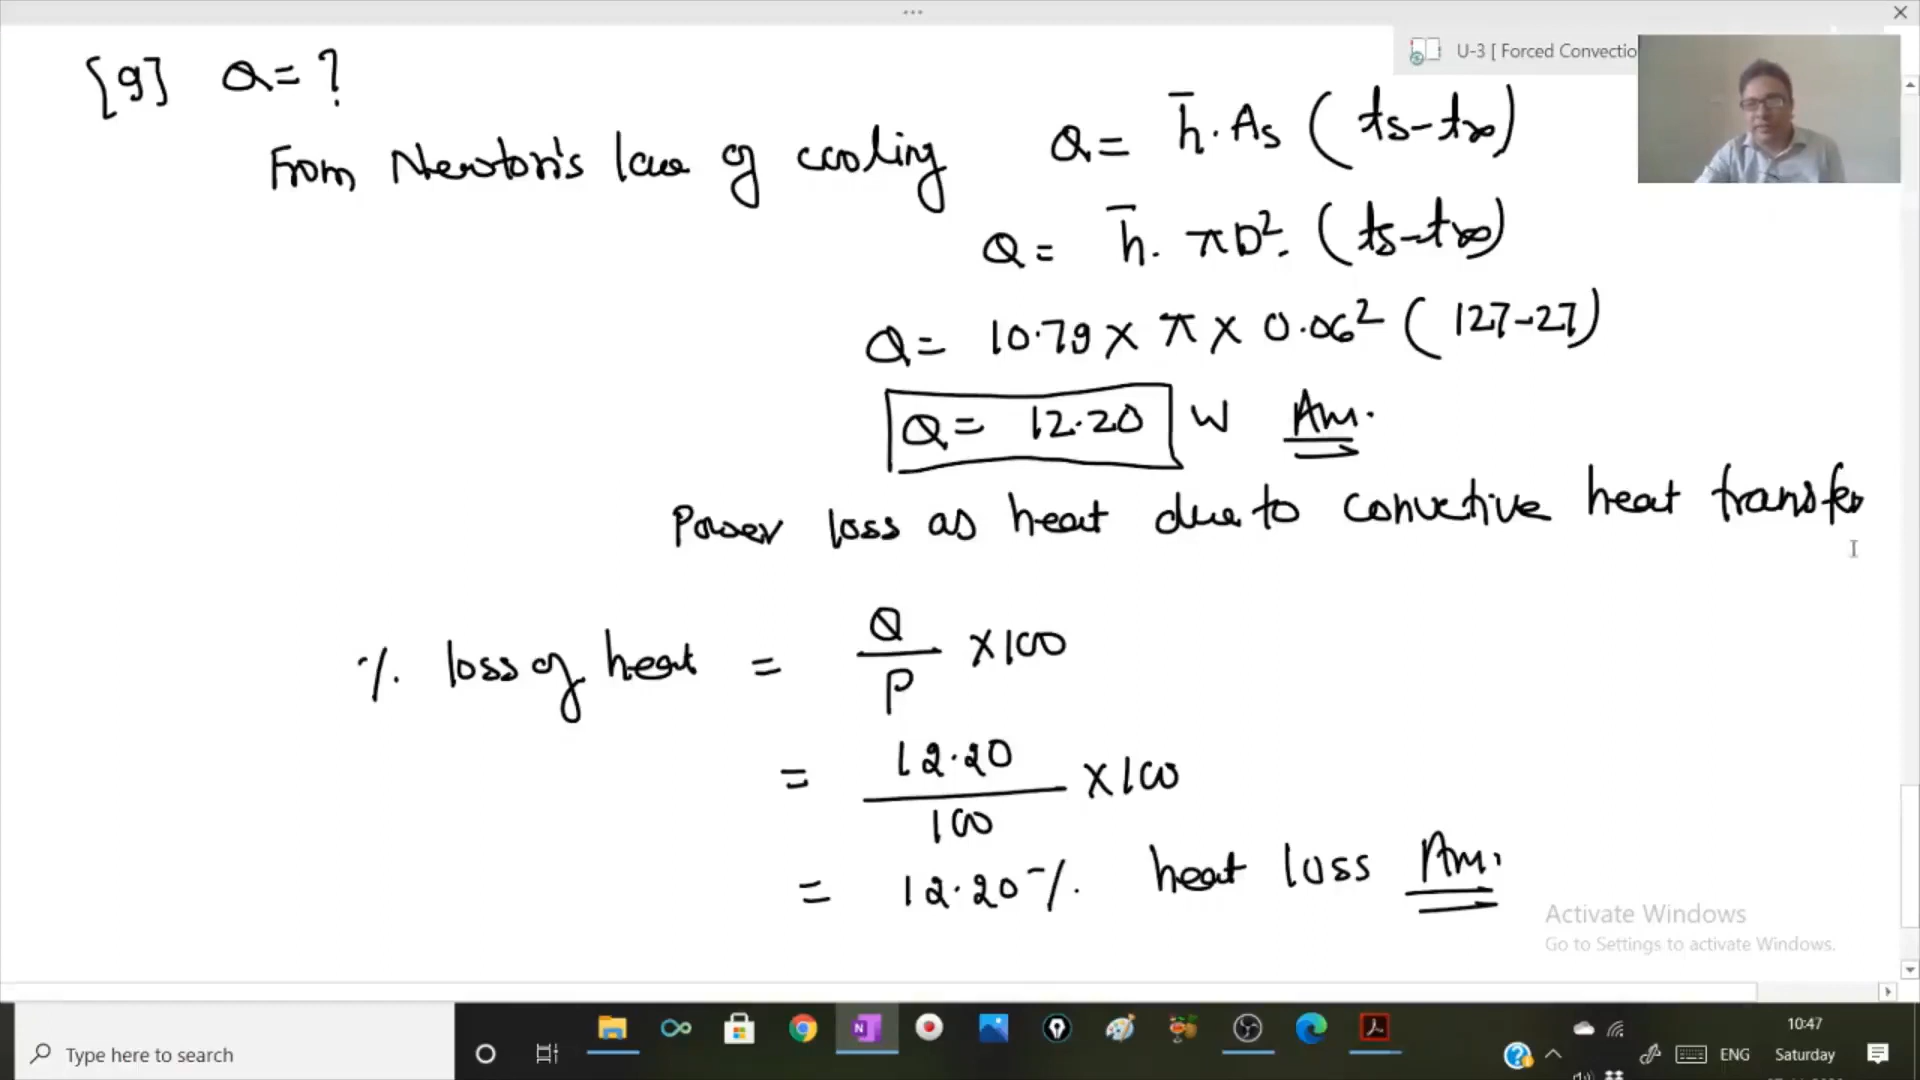 U-3 [ Forced Convectio
[9] Q = ?
From Newton's law of cooling Q = h̄. As ( ts - t∞)
Q = h̄. πD². (ts - t∞)
Q = 10.79 × π × 0.06² ( 127-27)
Q = 12.20 W Ans.
Power loss as heat due to convective heat transfer
% loss of heat = Q/P × 100
= 12.20/100 × 100
= 12.20 % heat loss Ans.
Activate Windows
Go to Settings to activate Windows.
Type here to search
10:47
ENG
Saturday